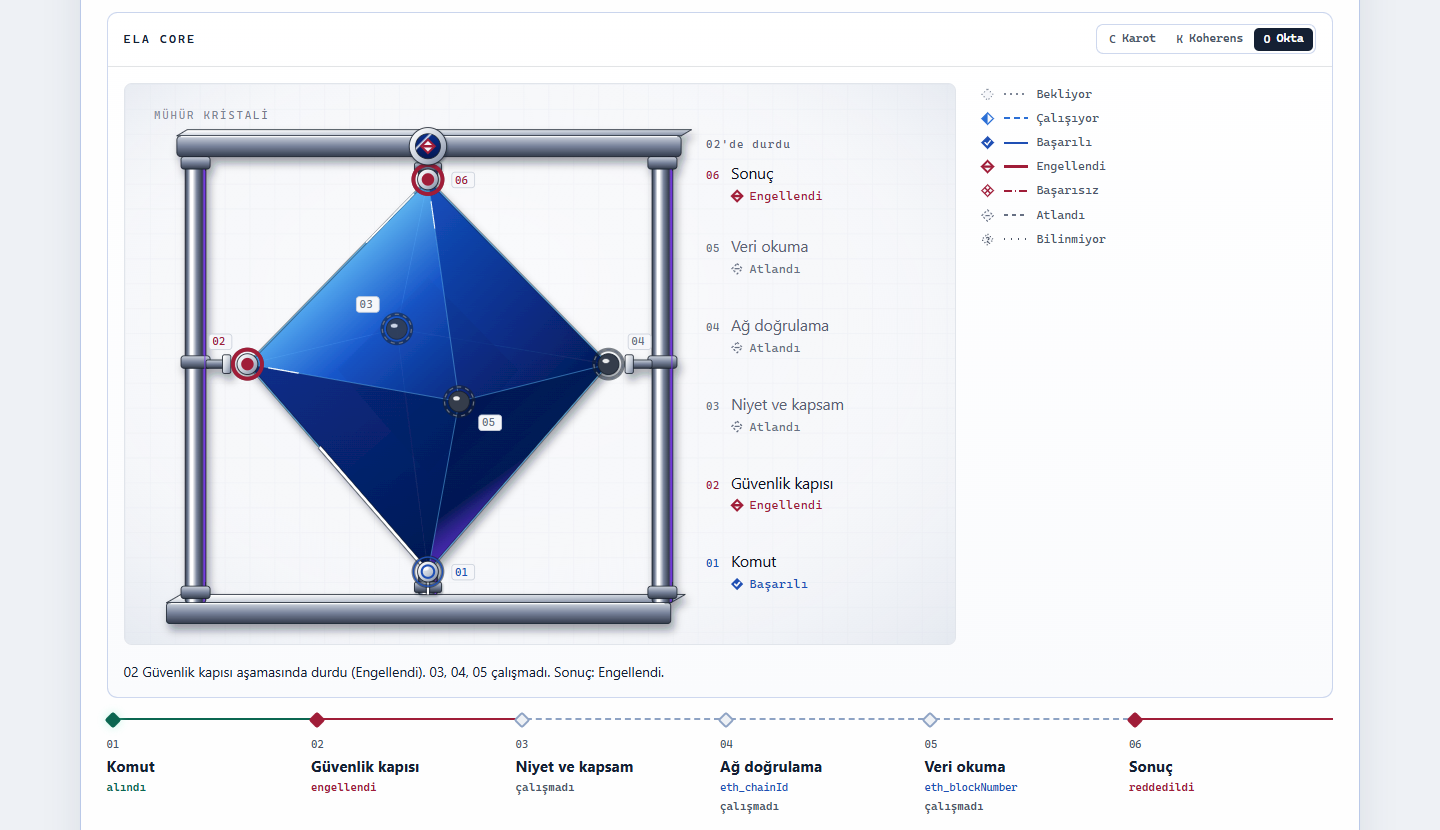 ELA CORE
C Karot
K Koherens
O Okta
MÜHÜR KRİSTALİ
06
03
02
04
05
01
02'de durdu
06 Sonuç
Engellendi
05 Veri okuma
Atlandı
04 Ağ doğrulama
Atlandı
03 Niyet ve kapsam
Atlandı
02 Güvenlik kapısı
Engellendi
01 Komut
Başarılı
Bekliyor
Çalışıyor
Başarılı
Engellendi
Başarısız
Atlandı
Bilinmiyor
02 Güvenlik kapısı aşamasında durdu (Engellendi). 03, 04, 05 çalışmadı. Sonuç: Engellendi.
01
Komut
alındı
02
Güvenlik kapısı
engellendi
03
Niyet ve kapsam
çalışmadı
04
Ağ doğrulama
eth_chainId
çalışmadı
05
Veri okuma
eth_blockNumber
çalışmadı
06
Sonuç
reddedildi